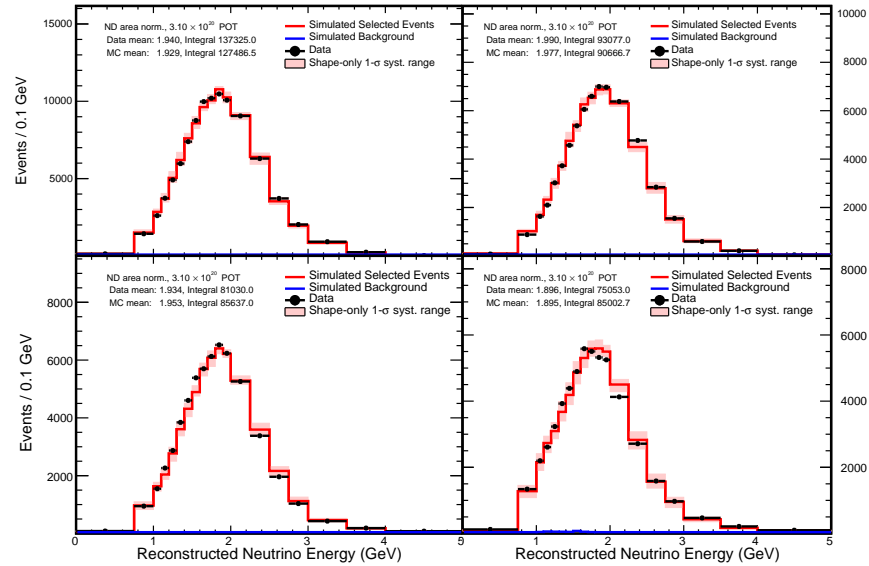 ND area norm., 3.10 × 10²⁰ POT
Data mean: 1.940, Integral 137325.0
MC mean: 1.929, Integral 127486.5
Simulated Selected Events
Simulated Background
Data
Shape-only 1-σ syst. range
Events / 0.1 GeV
15000
10000
5000
ND area norm., 3.10 × 10²⁰ POT
Data mean: 1.990, Integral 93077.0
MC mean: 1.977, Integral 90666.7
Simulated Selected Events
Simulated Background
Data
Shape-only 1-σ syst. range
10000
8000
6000
4000
2000
ND area norm., 3.10 × 10²⁰ POT
Data mean: 1.934, Integral 81030.0
MC mean: 1.953, Integral 85637.0
Simulated Selected Events
Simulated Background
Data
Shape-only 1-σ syst. range
Events / 0.1 GeV
8000
6000
4000
2000
0 1 2 3 4 5
Reconstructed Neutrino Energy (GeV)
ND area norm., 3.10 × 10²⁰ POT
Data mean: 1.896, Integral 75053.0
MC mean: 1.895, Integral 85002.7
Simulated Selected Events
Simulated Background
Data
Shape-only 1-σ syst. range
8000
6000
4000
2000
1 2 3 4 5
Reconstructed Neutrino Energy (GeV)